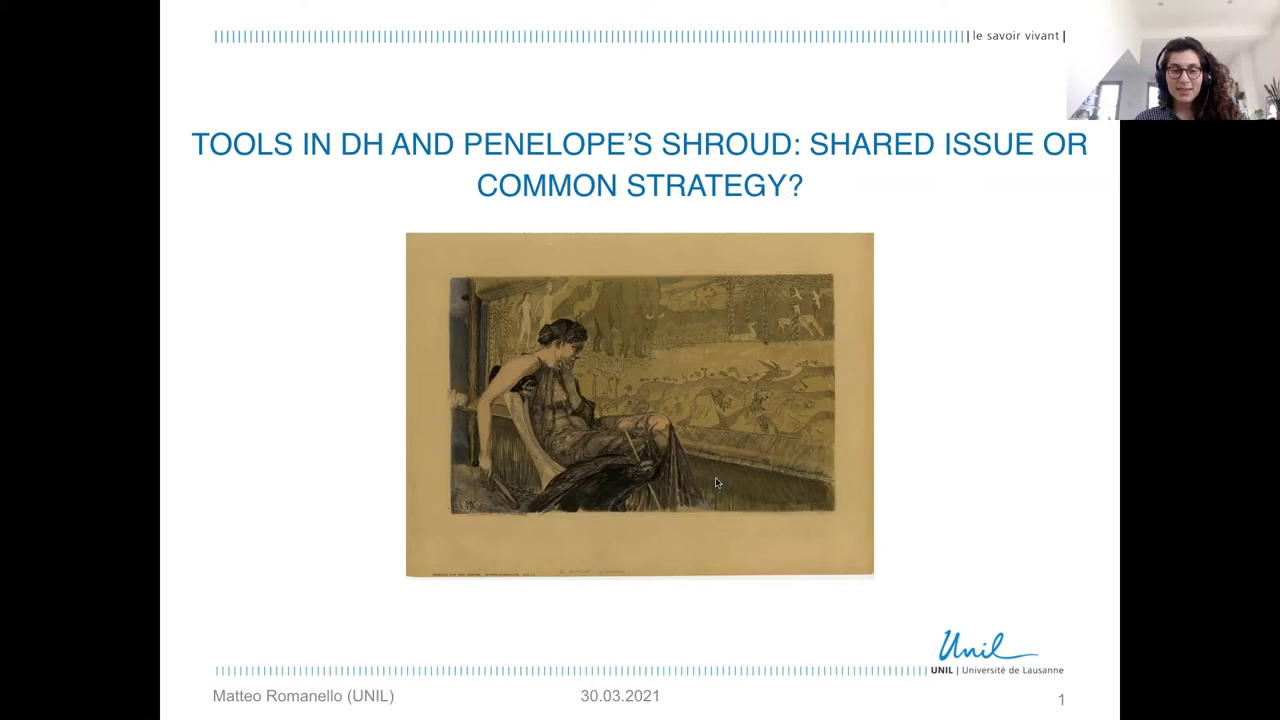 | le savoir vivant |
TOOLS IN DH AND PENELOPE’S SHROUD: SHARED ISSUE OR
COMMON STRATEGY?
Unil
UNIL | Université de Lausanne
Matteo Romanello (UNIL)
30.03.2021
1